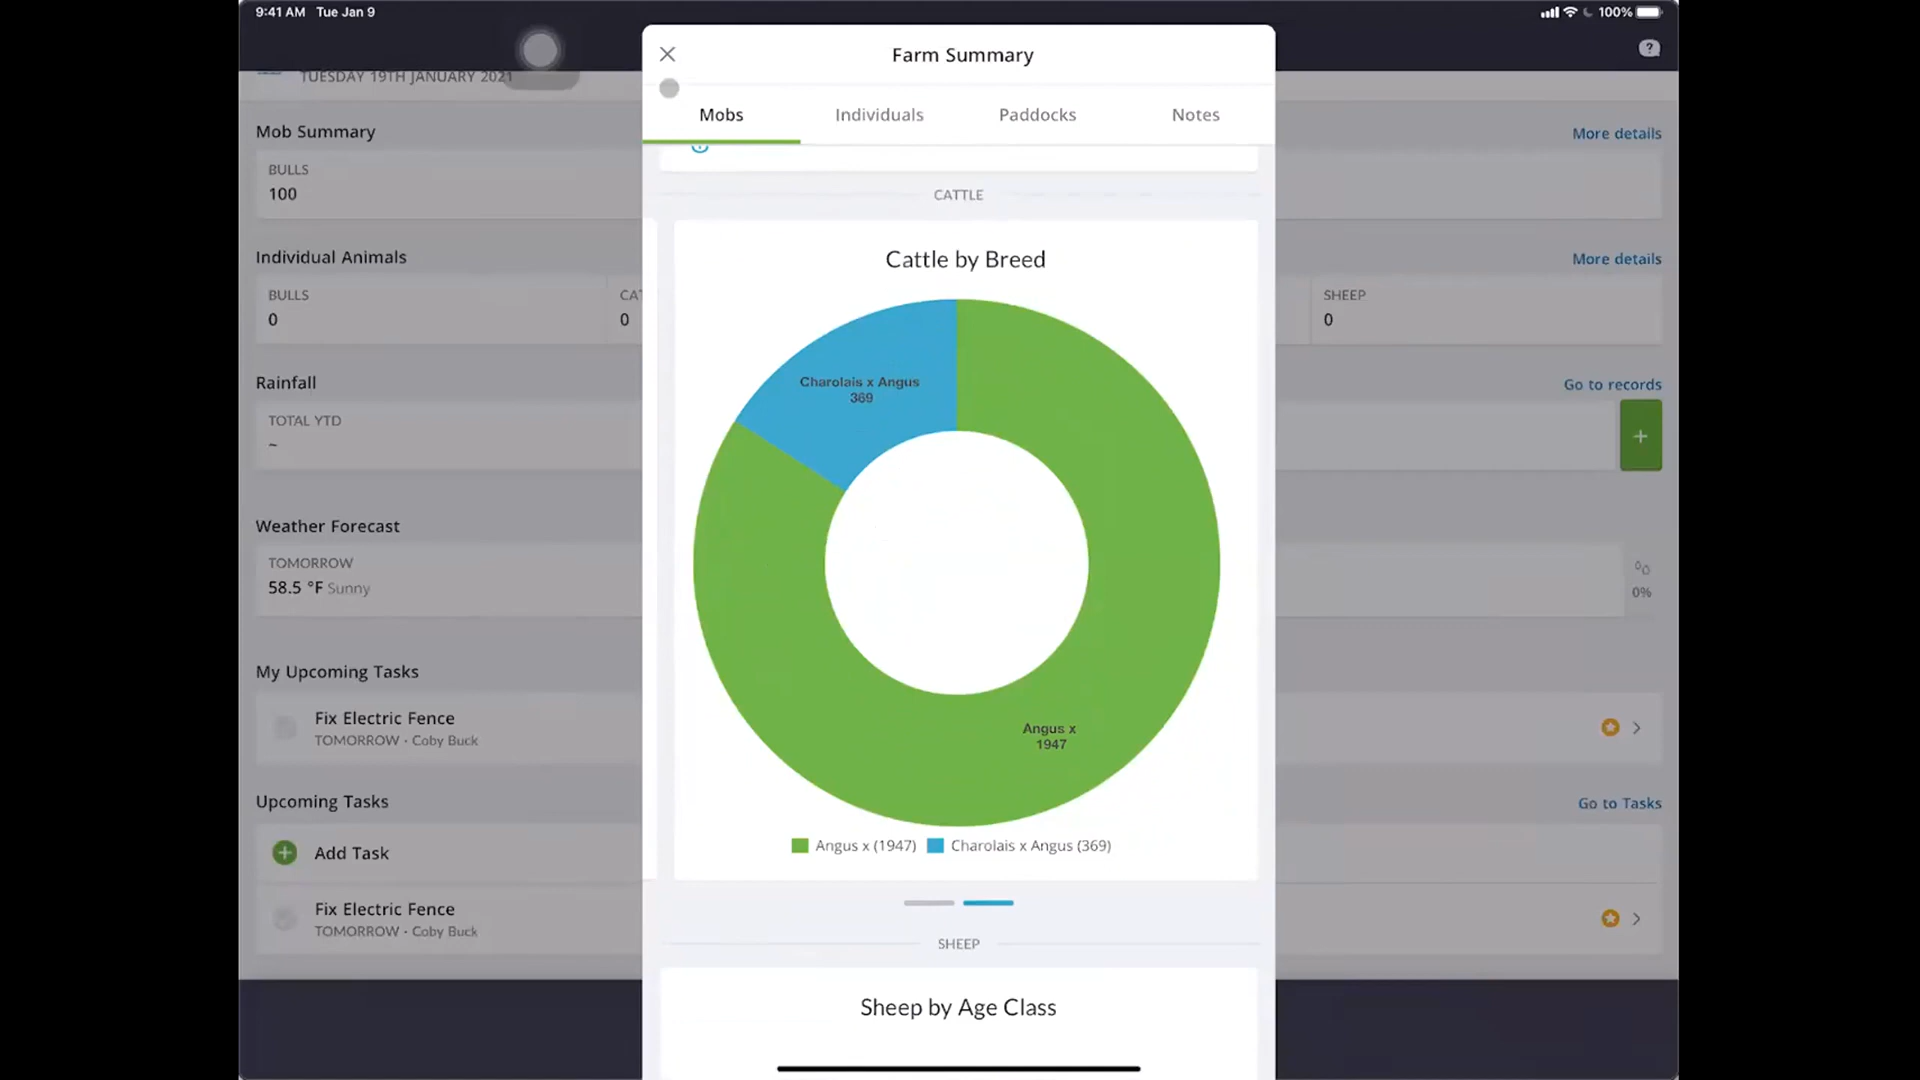 9:41 AM Tue Jan 9
100%
?
TUESDAY 19TH JANUARY 2021
Farm Summary
Mobs
Individuals
Paddocks
Notes
Mob Summary
More details
BULLS
100
CATTLE
Individual Animals
More details
BULLS
0
CAT
0
SHEEP
0
Cattle by Breed
Charolais x Angus
369
Angus x
1947
Angus x (1947)
Charolais x Angus (369)
Rainfall
Go to records
TOTAL YTD
~
+
Weather Forecast
TOMORROW
58.5 °F Sunny
0%
My Upcoming Tasks
Fix Electric Fence
TOMORROW · Coby Buck
Upcoming Tasks
Go to Tasks
Add Task
Fix Electric Fence
TOMORROW · Coby Buck
SHEEP
Sheep by Age Class